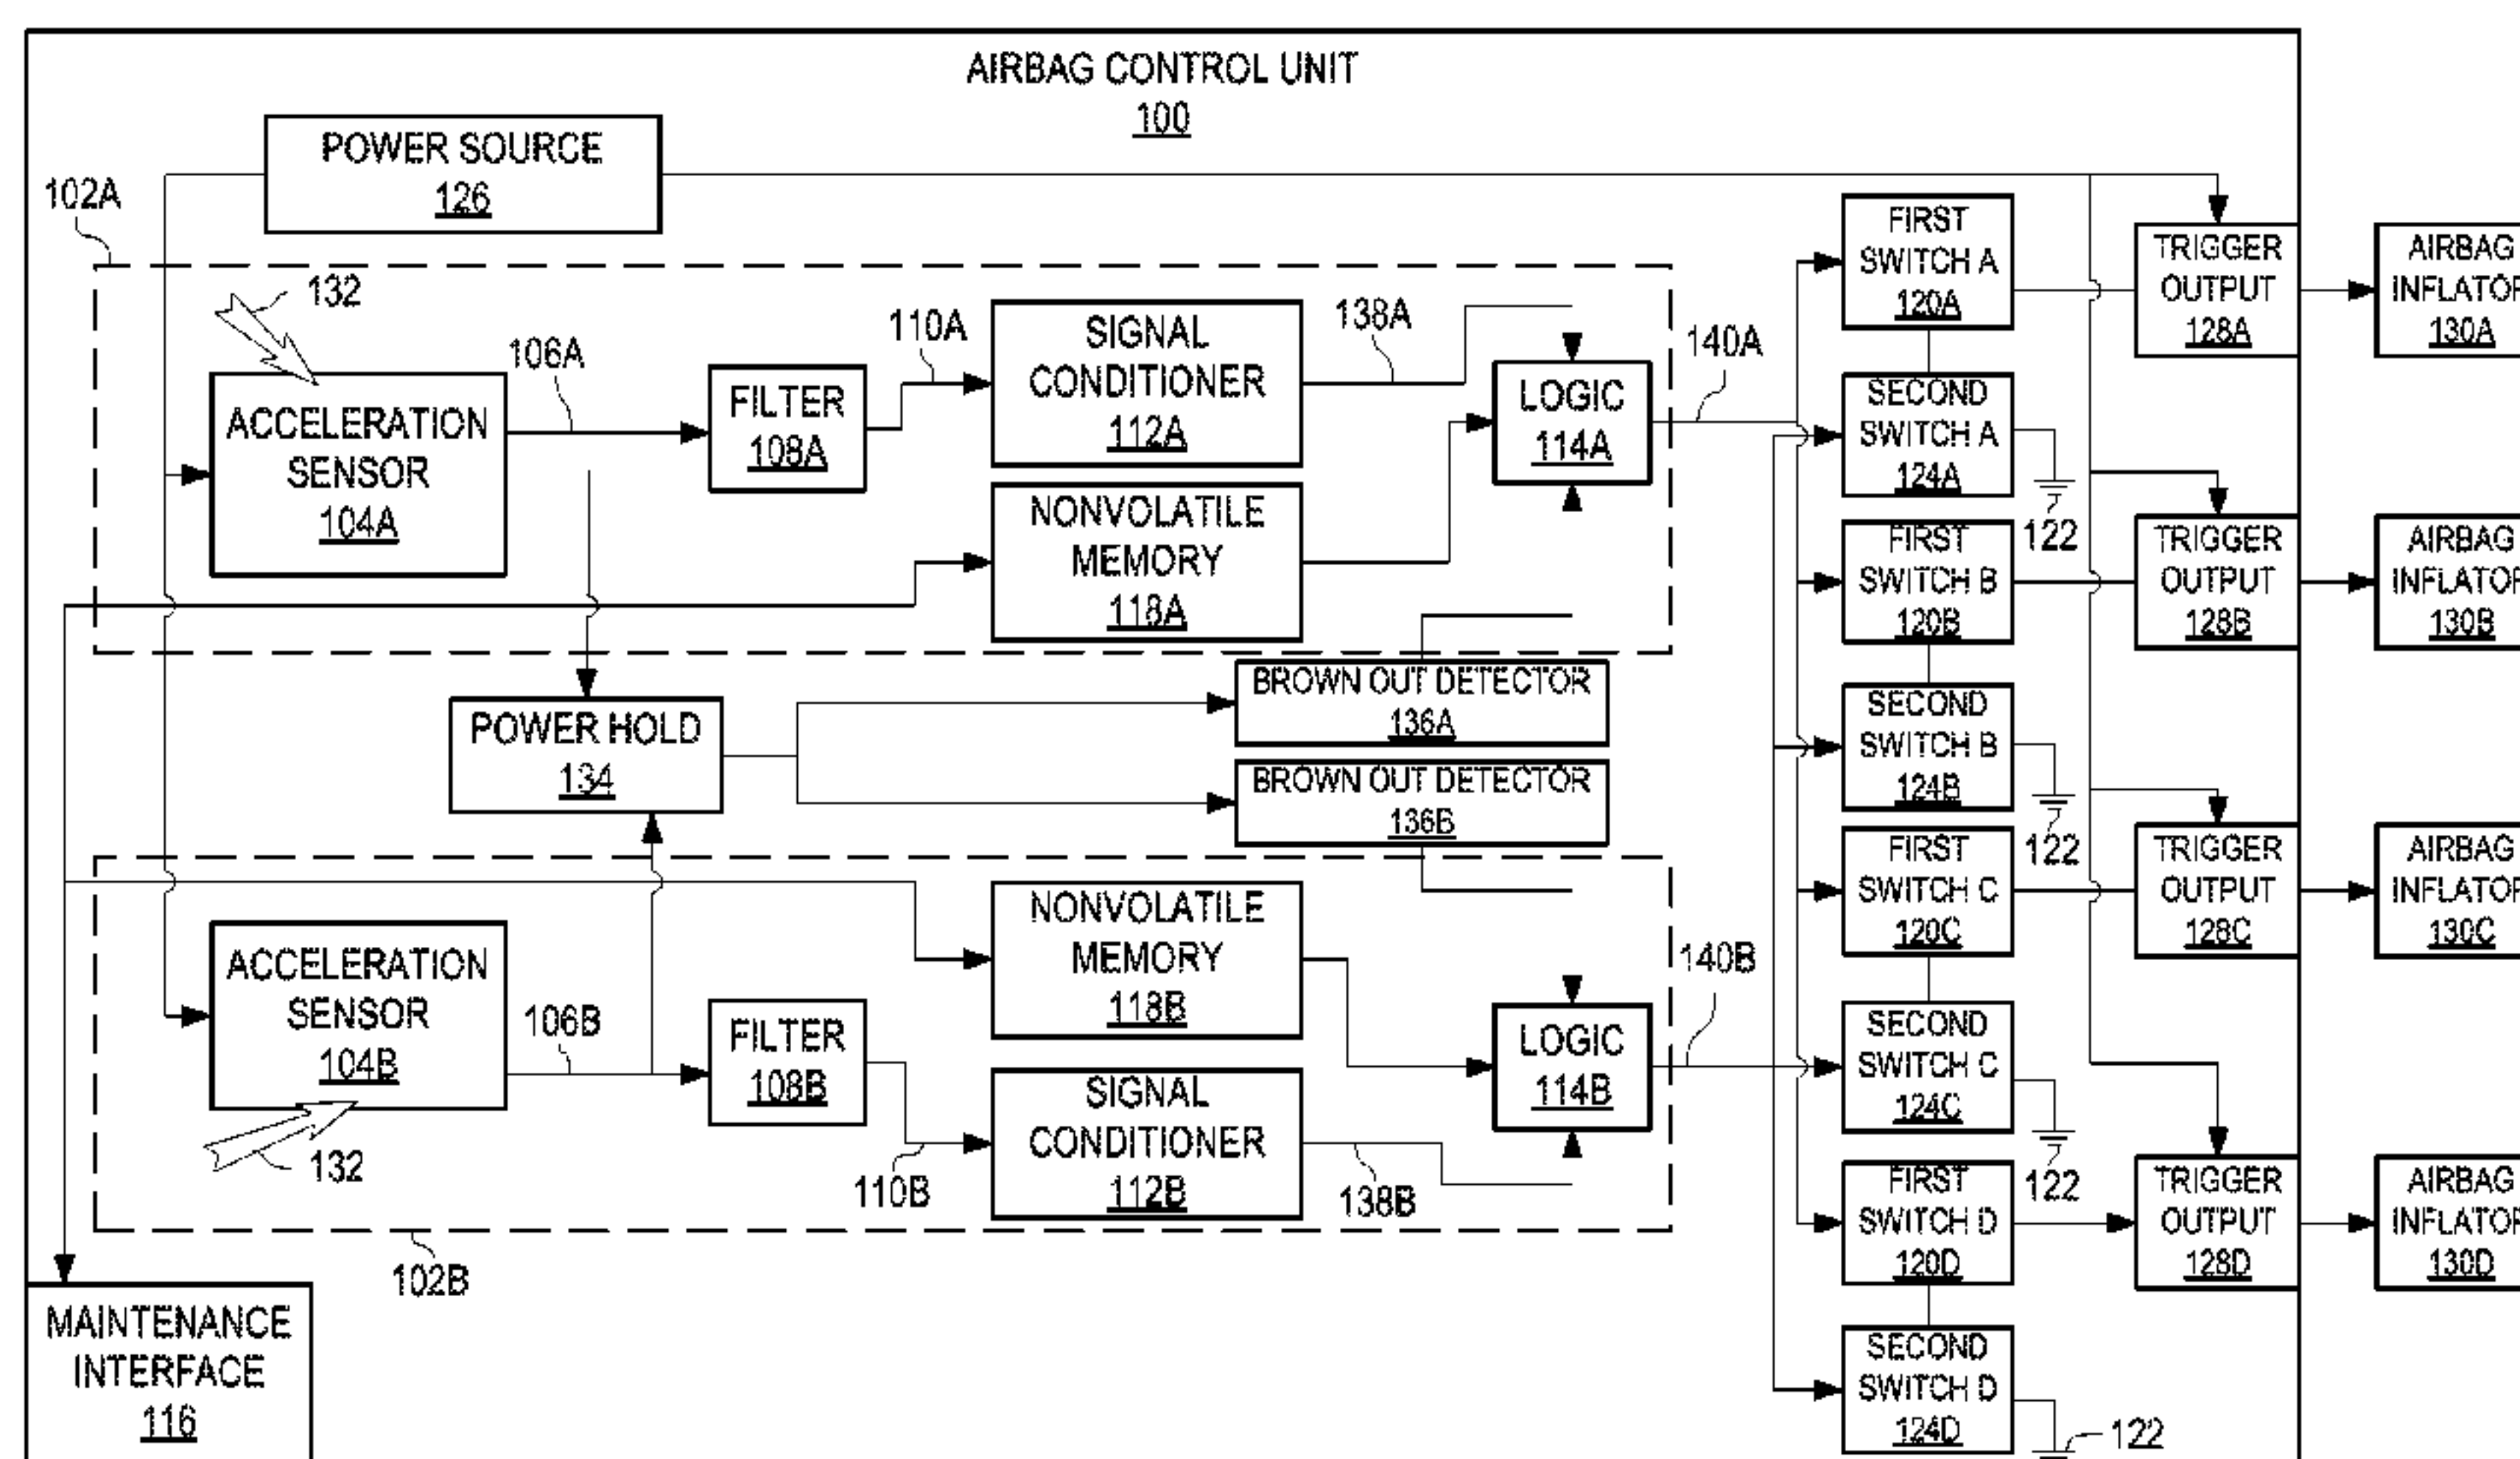 AIRBAG CONTROL UNIT
100
POWER SOURCE
126
102A
132
ACCELERATION
SENSOR
104A
106A
FILTER
108A
110A
SIGNAL
CONDITIONER
112A
138A
NONVOLATILE
MEMORY
118A
LOGIC
114A
140A
POWER HOLD
134
BROWN OUT DETECTOR
136A
BROWN OUT DETECTOR
136B
ACCELERATION
SENSOR
104B
132
106B
FILTER
108B
110B
NONVOLATILE
MEMORY
118B
SIGNAL
CONDITIONER
112B
138B
LOGIC
114B
140B
102B
MAINTENANCE
INTERFACE
116
FIRST
SWITCH A
120A
SECOND
SWITCH A
124A
122
FIRST
SWITCH B
120B
SECOND
SWITCH B
124B
122
FIRST
SWITCH C
120C
SECOND
SWITCH C
124C
122
FIRST
SWITCH D
120D
SECOND
SWITCH D
124D
122
TRIGGER
OUTPUT
128A
TRIGGER
OUTPUT
128B
TRIGGER
OUTPUT
128C
TRIGGER
OUTPUT
128D
AIRBAG
INFLATOR
130A
AIRBAG
INFLATOR
130B
AIRBAG
INFLATOR
130C
AIRBAG
INFLATOR
130D